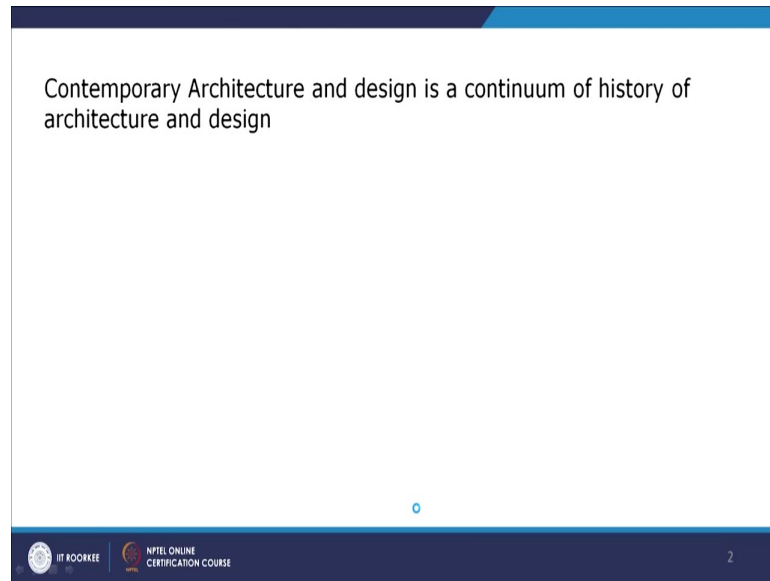 Contemporary Architecture and design is a continuum of history of
architecture and design
IIT ROORKEE
NPTEL ONLINE
CERTIFICATION COURSE
2